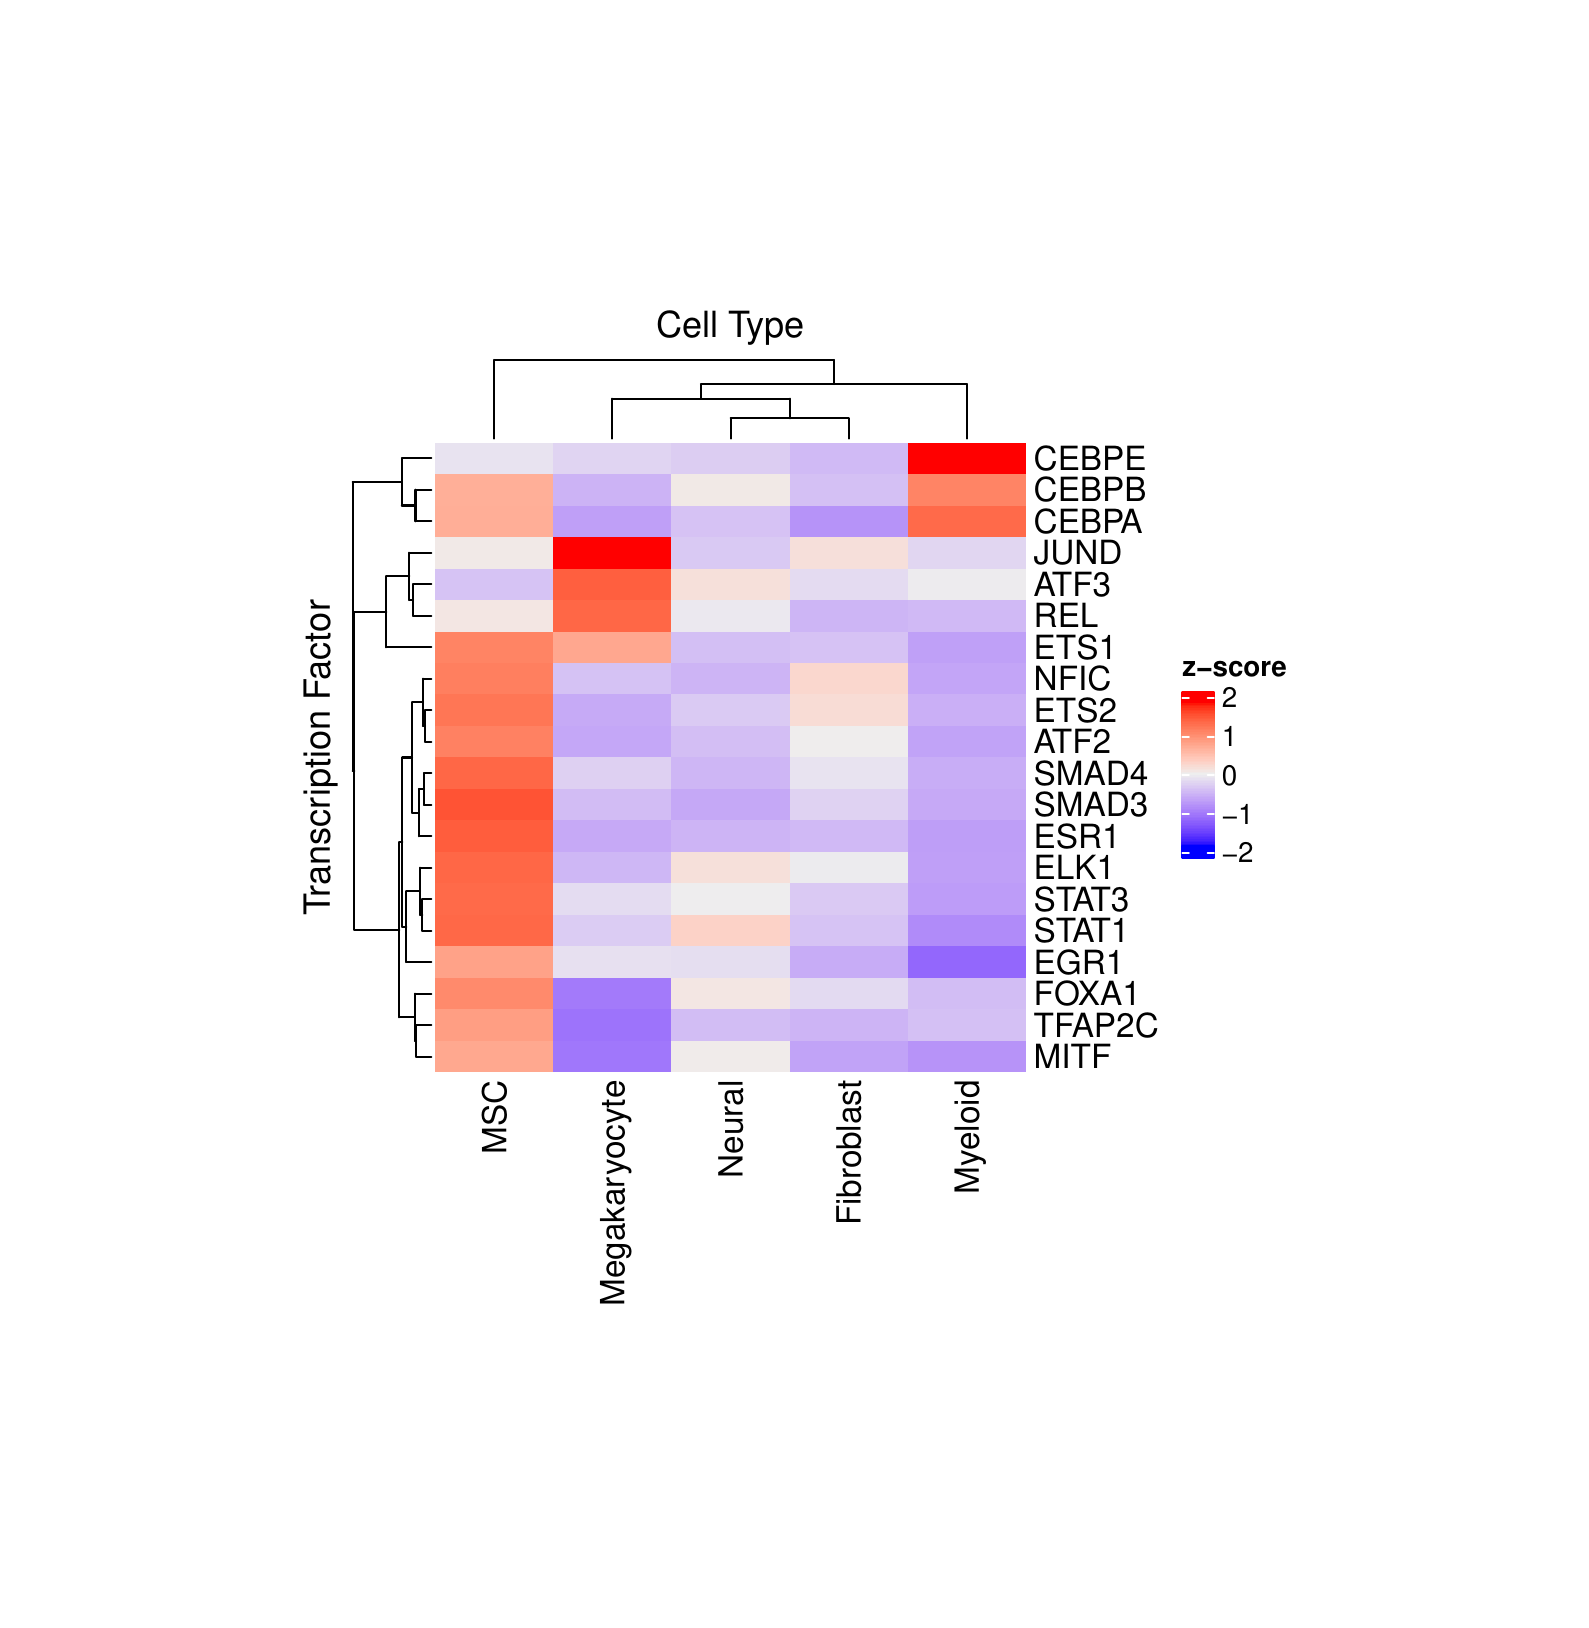 Cell Type
Transcription Factor
CEBPE
CEBPB
CEBPA
JUND
ATF3
REL
ETS1
NFIC
ETS2
ATF2
SMAD4
SMAD3
ESR1
ELK1
STAT3
STAT1
EGR1
FOXA1
TFAP2C
MITF
z−score
2
1
0
−1
−2
MSC
Megakaryocyte
Neural
Fibroblast
Myeloid